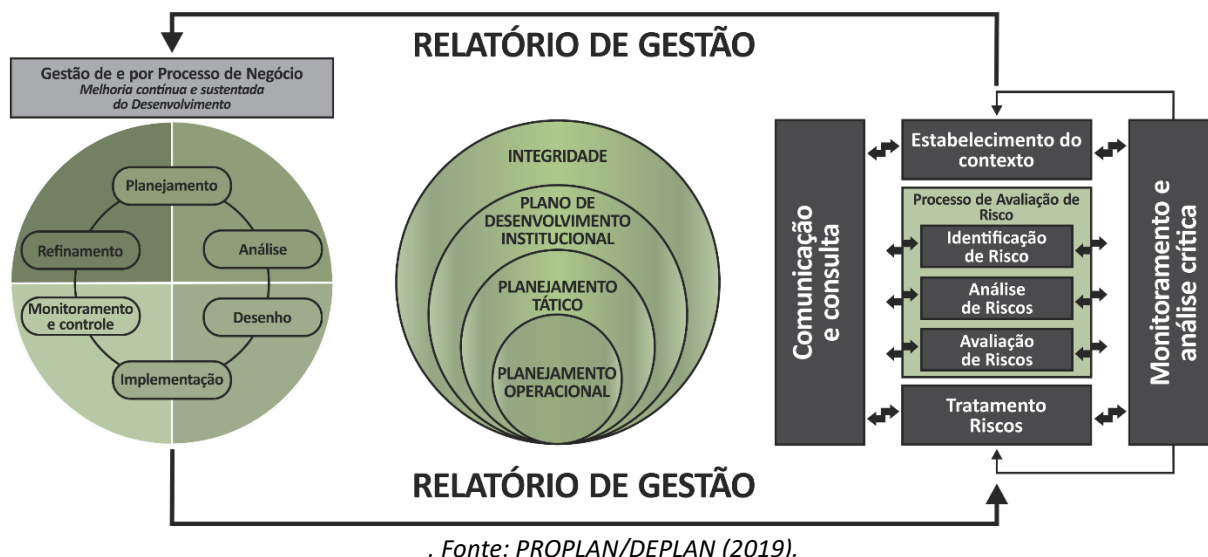 RELATÓRIO DE GESTÃO
Gestão de e por Processo de Negócio
Melhoria contínua e sustentada
do Desenvolvimento
Planejamento
Refinamento
Análise
Monitoramento
e controle
Desenho
Implementação
INTEGRIDADE
PLANO DE
DESENVOLVIMENTO
INSTITUCIONAL
PLANEJAMENTO
TÁTICO
PLANEJAMENTO
OPERACIONAL
Comunicação
e consulta
Estabelecimento do
contexto
Processo de Avaliação de
Risco
Identificação
de Risco
Análise
de Riscos
Avaliação
de Riscos
Tratamento
Riscos
Monitoramento e
análise crítica
RELATÓRIO DE GESTÃO
. Fonte: PROPLAN/DEPLAN (2019).